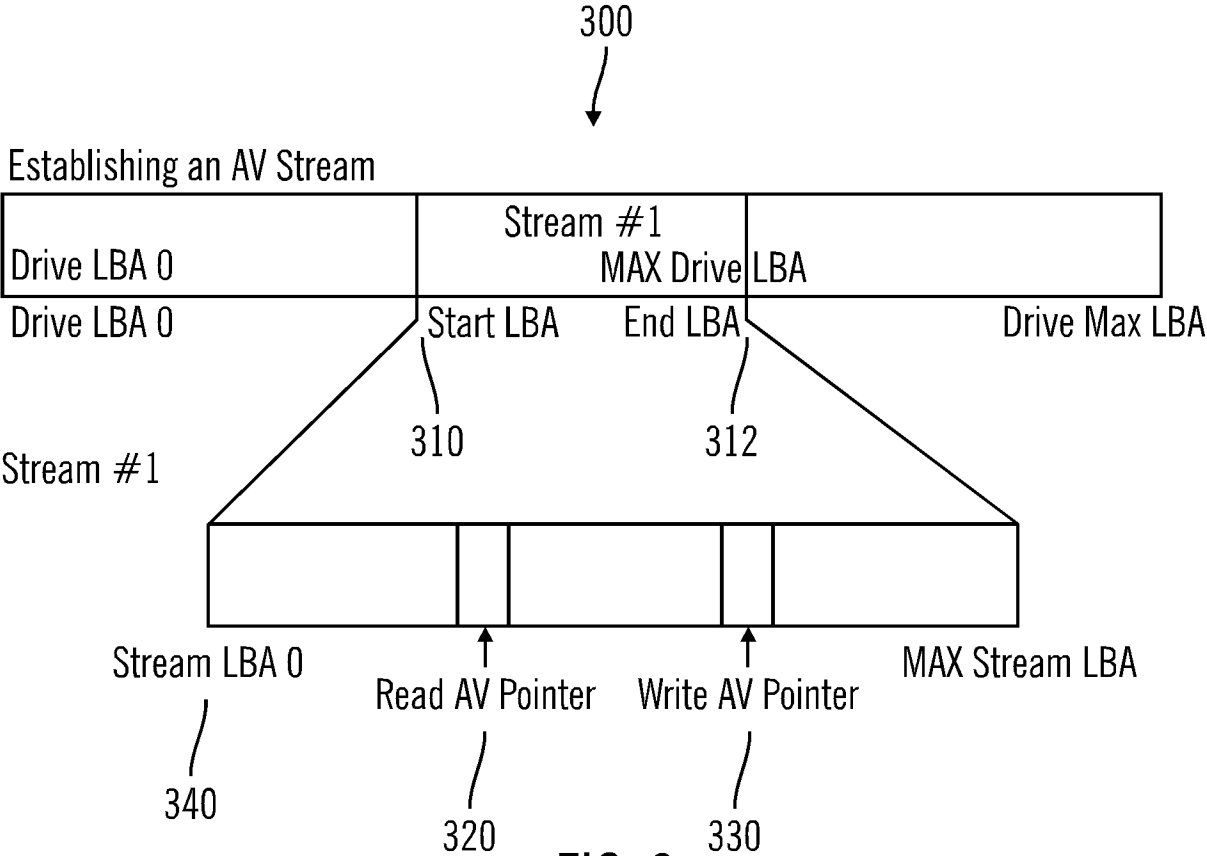 300
Establishing an AV Stream
Stream #1
Drive LBA 0
MAX Drive LBA
Drive LBA 0
Start LBA
End LBA
Drive Max LBA
310
312
Stream #1
Stream LBA 0
MAX Stream LBA
Read AV Pointer
Write AV Pointer
340
320
330